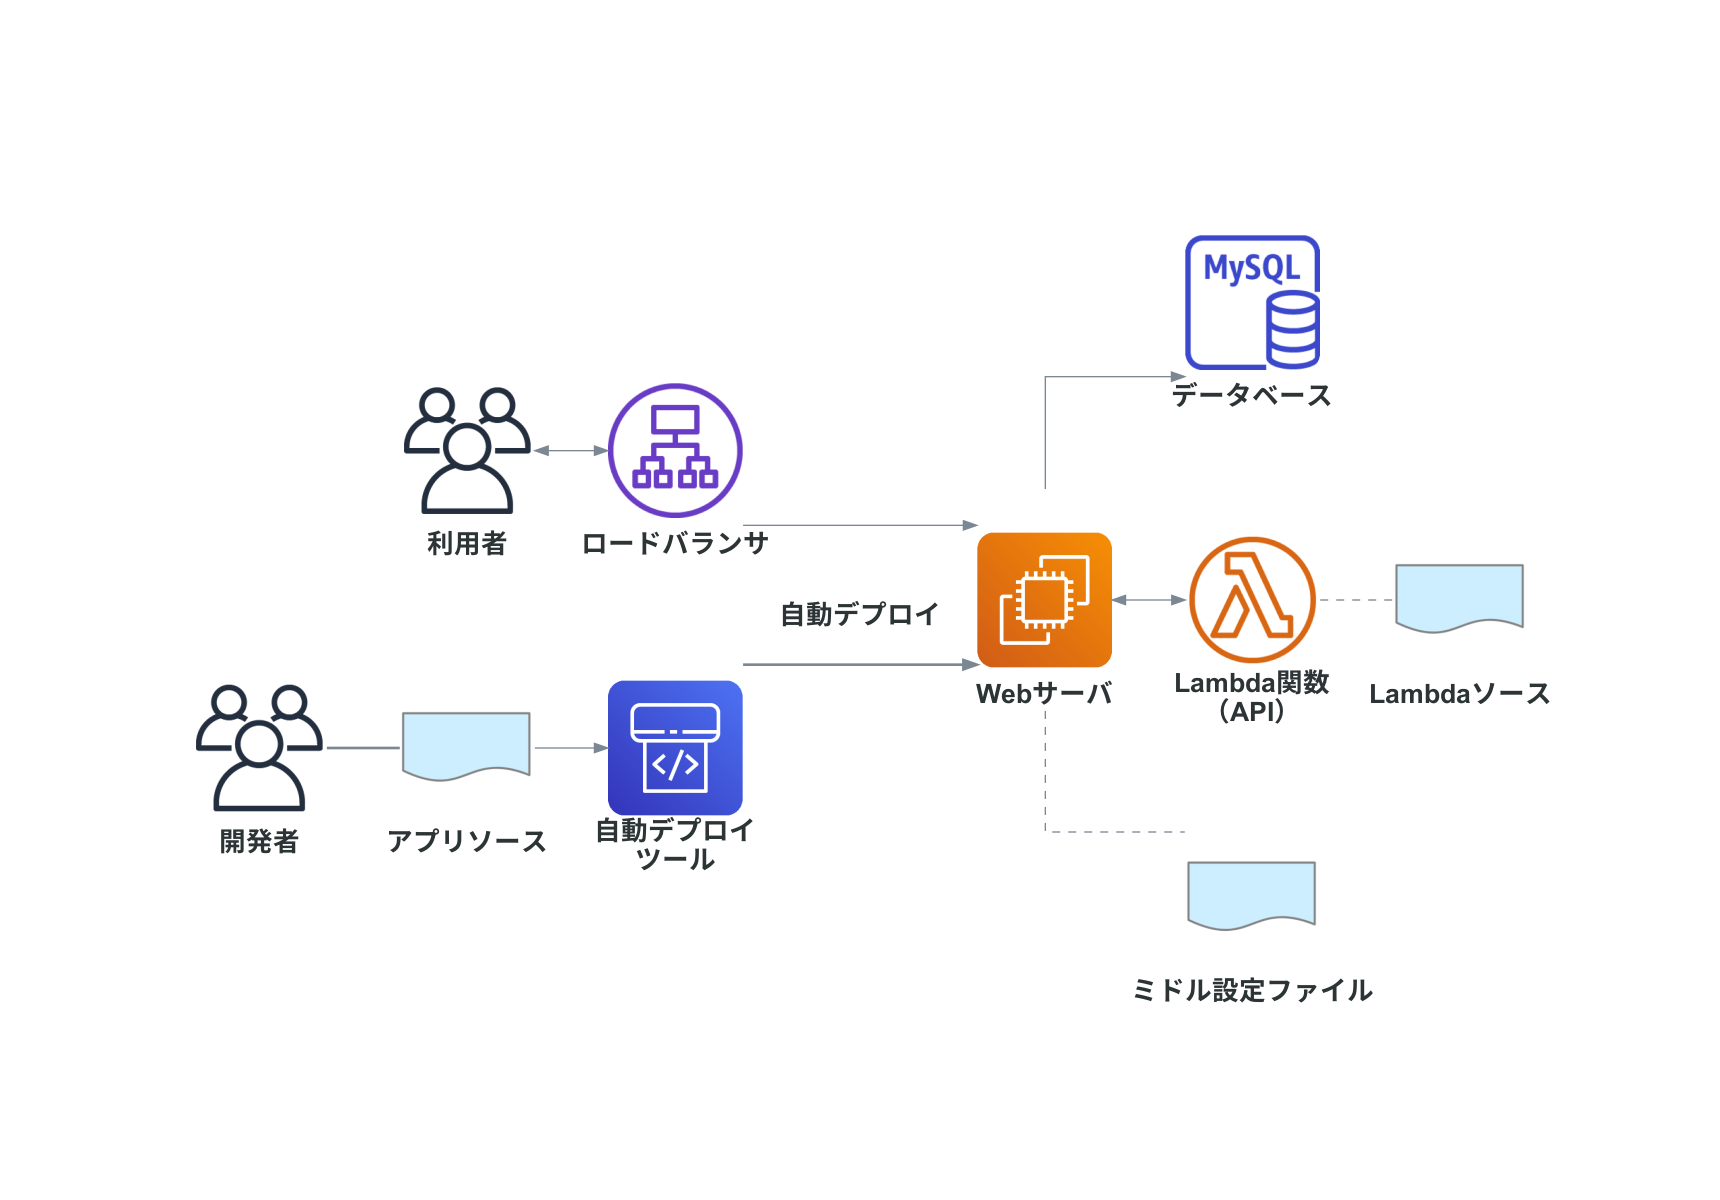 MySQL
データベース
利用者
ロードバランサ
自動デプロイ
Webサーバ
Lambda関数
（API）
Lambdaソース
</>
開発者
アプリソース
自動デプロイ
ツール
ミドル設定ファイル